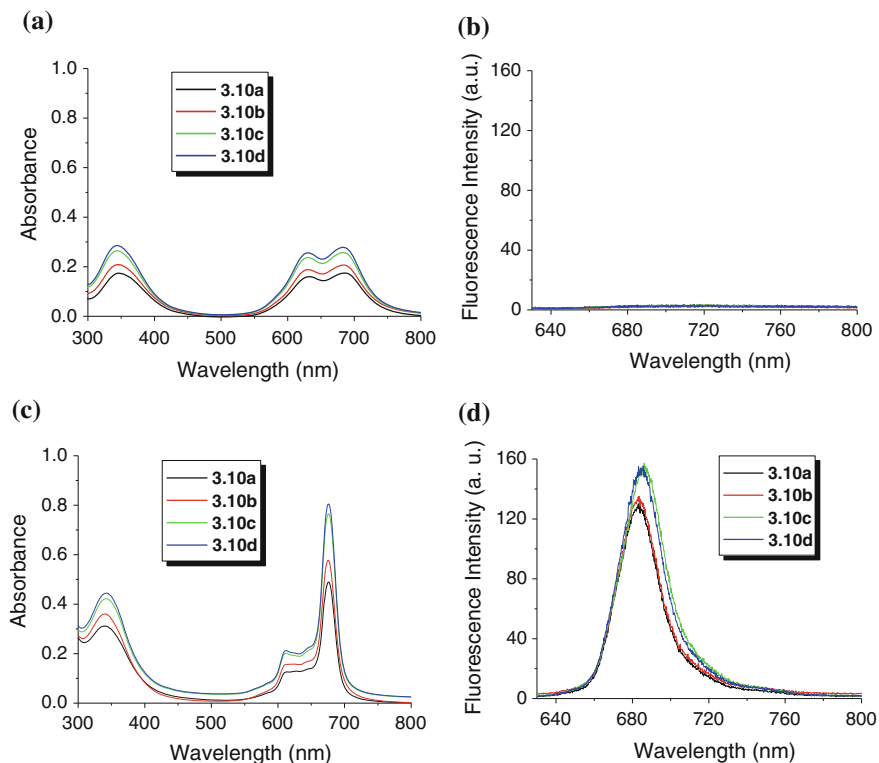 (a)
1.0
0.8
0.6
0.4
0.2
0.0
Absorbance
3.10a
3.10b
3.10c
3.10d
300 400 500 600 700 800
Wavelength (nm)
(b)
160
120
80
40
0
Fluorescence Intensity (a.u.)
640 680 720 760 800
Wavelength (nm)
(c)
1.0
0.8
0.6
0.4
0.2
0.0
Absorbance
3.10a
3.10b
3.10c
3.10d
300 400 500 600 700 800
Wavelength (nm)
(d)
160
120
80
40
0
Fluorescence Intensity (a. u.)
3.10a
3.10b
3.10c
3.10d
640 680 720 760 800
Wavelength (nm)